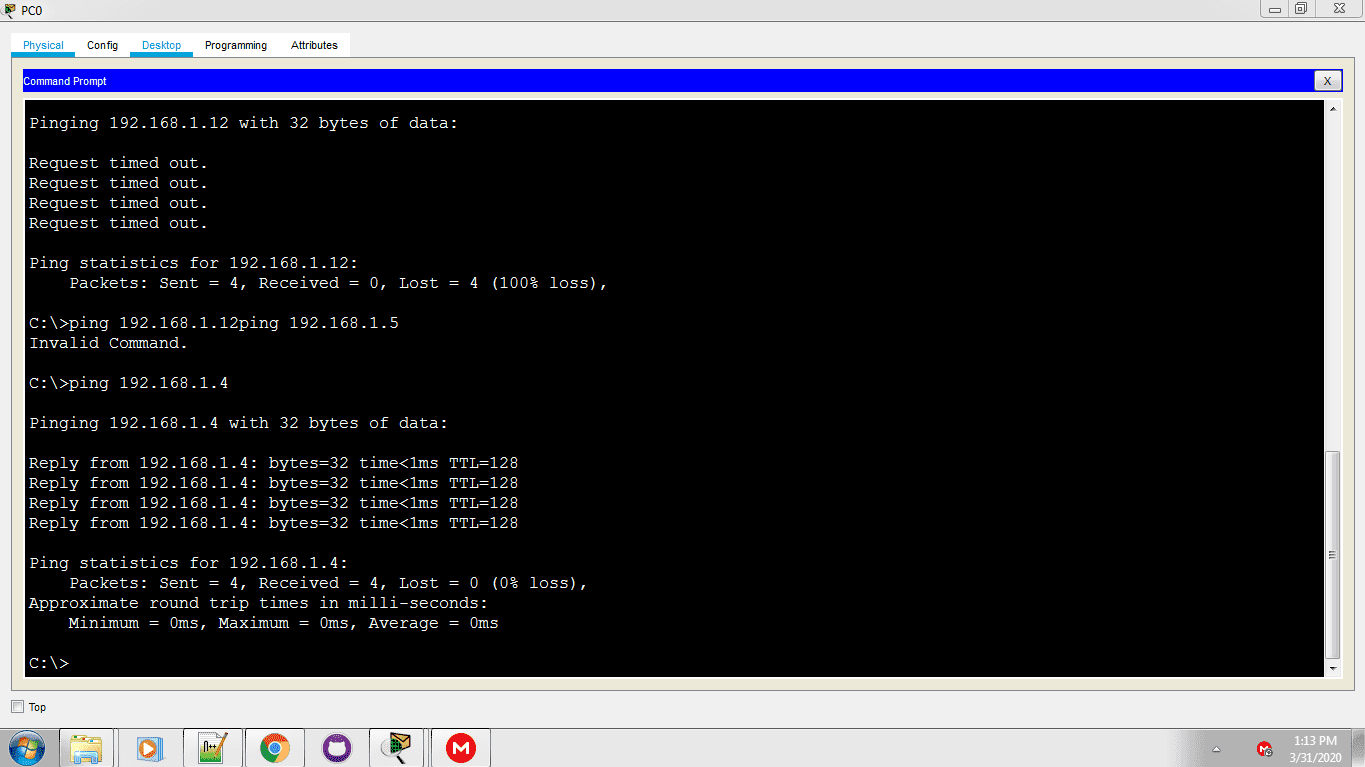 PC0
Physical Config Desktop Programming Attributes
Command Prompt
X
Pinging 192.168.1.12 with 32 bytes of data:
Request timed out.
Request timed out.
Request timed out.
Request timed out.
Ping statistics for 192.168.1.12:
Packets: Sent = 4, Received = 0, Lost = 4 (100% loss),
C:\>ping 192.168.1.12ping 192.168.1.5
Invalid Command.
C:\>ping 192.168.1.4
Pinging 192.168.1.4 with 32 bytes of data:
Reply from 192.168.1.4: bytes=32 time<1ms TTL=128
Reply from 192.168.1.4: bytes=32 time<1ms TTL=128
Reply from 192.168.1.4: bytes=32 time<1ms TTL=128
Reply from 192.168.1.4: bytes=32 time<1ms TTL=128
Ping statistics for 192.168.1.4:
Packets: Sent = 4, Received = 4, Lost = 0 (0% loss),
Approximate round trip times in milli-seconds:
Minimum = 0ms, Maximum = 0ms, Average = 0ms
C:\>
Top
1:13 PM
3/31/2020